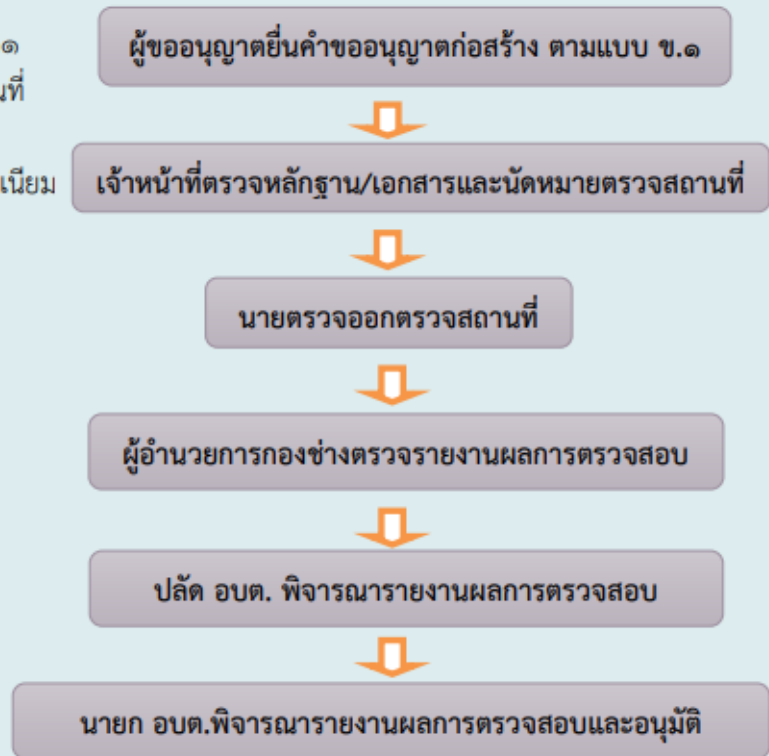 ๑
นที่
เนียม
ผู้ขออนุญาตยื่นคำขออนุญาตก่อสร้าง ตามแบบ ข.๑
เจ้าหน้าที่ตรวจหลักฐาน/เอกสารและนัดหมายตรวจสถานที่
นายตรวจออกตรวจสถานที่
ผู้อำนวยการกองช่างตรวจรายงานผลการตรวจสอบ
ปลัด อบต. พิจารณารายงานผลการตรวจสอบ
นายก อบต.พิจารณารายงานผลการตรวจสอบและอนุมัติ